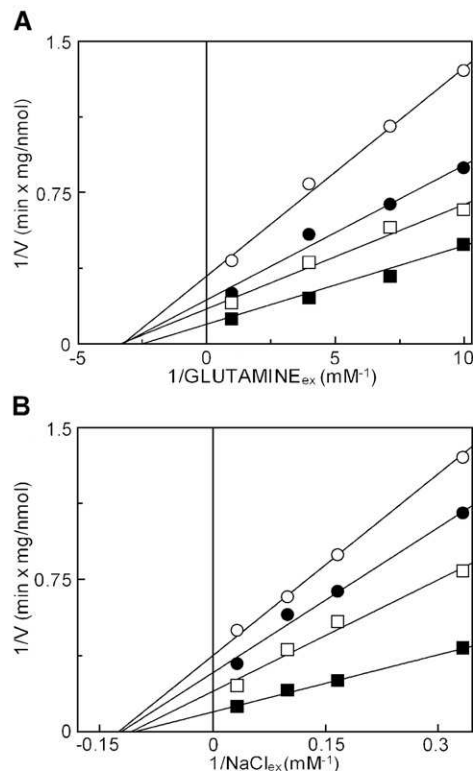 A
1.5
0.75
0
1/V (min x mg/nmol)
-5 0 5 10
1/GLUTAMINEex (mM-1)
B
1.5
0.75
0
1/V (min x mg/nmol)
-0.15 0 0.15 0.3
1/NaClex(mM-1)